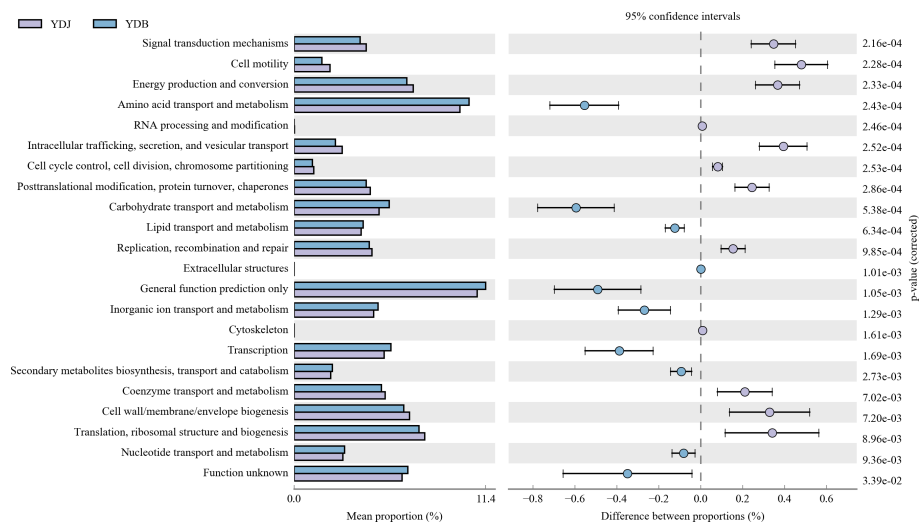 95% confidence intervals
YDJ YDB
Signal transduction mechanisms 2.16e-04
Cell motility 2.28e-04
Energy production and conversion 2.33e-04
Amino acid transport and metabolism 2.43e-04
RNA processing and modification 2.46e-04
Intracellular trafficking, secretion, and vesicular transport 2.52e-04
Cell cycle control, cell division, chromosome partitioning 2.53e-04
Posttranslational modification, protein turnover, chaperones 2.86e-04
Carbohydrate transport and metabolism 5.38e-04
Lipid transport and metabolism 6.34e-04
Replication, recombination and repair 9.85e-04
Extracellular structures 1.01e-03
General function prediction only 1.05e-03
Inorganic ion transport and metabolism 1.29e-03
Cytoskeleton 1.61e-03
Transcription 1.69e-03
Secondary metabolites biosynthesis, transport and catabolism 2.73e-03
Coenzyme transport and metabolism 7.02e-03
Cell wall/membrane/envelope biogenesis 7.20e-03
Translation, ribosomal structure and biogenesis 8.96e-03
Nucleotide transport and metabolism 9.36e-03
Function unknown 3.39e-02
p-value (corrected)
0.0 11.4 −0.8 −0.6 −0.4 −0.2 0.0 0.2 0.4 0.6
Mean proportion (%) Difference between proportions (%)